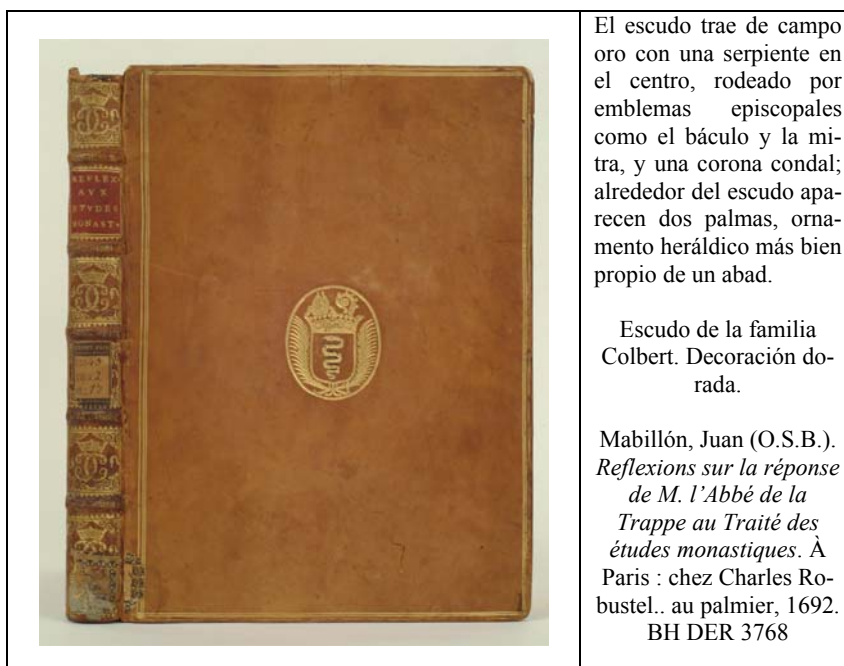 REFLEX.
AVX
ETVDES
MONAST.
El escudo trae de campo
oro con una serpiente en
el centro, rodeado por
emblemas episcopales
como el báculo y la mi-
tra, y una corona condal;
alrededor del escudo apa-
recen dos palmas, orna-
mento heráldico más bien
propio de un abad.
Escudo de la familia
Colbert. Decoración do-
rada.
Mabillón, Juan (O.S.B.).
Reflexions sur la réponse
de M. l’Abbé de la
Trappe au Traité des
études monastiques. À
Paris : chez Charles Ro-
bustel.. au palmier, 1692.
BH DER 3768